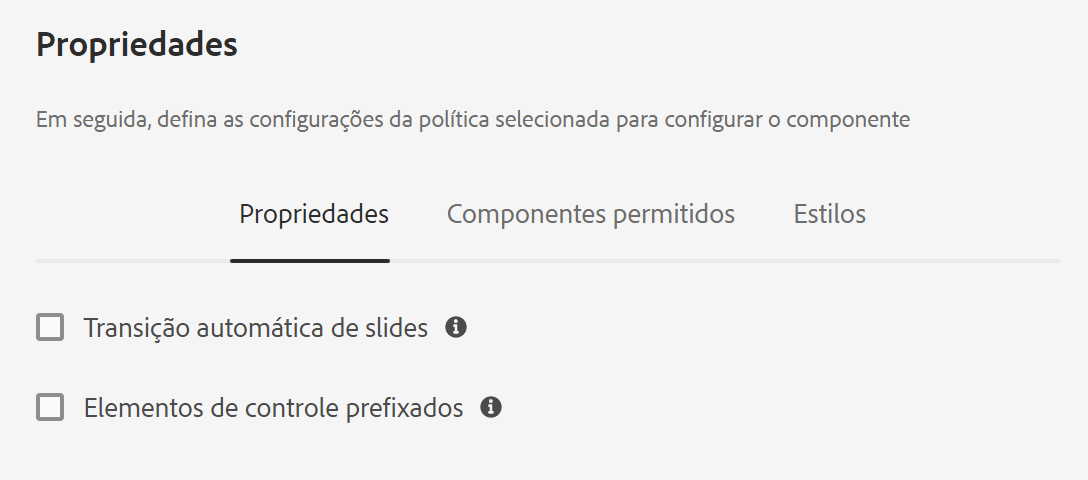 Propriedades
Em seguida, defina as configurações da política selecionada para configurar o componente
Propriedades Componentes permitidos Estilos
Transição automática de slides
Elementos de controle prefixados